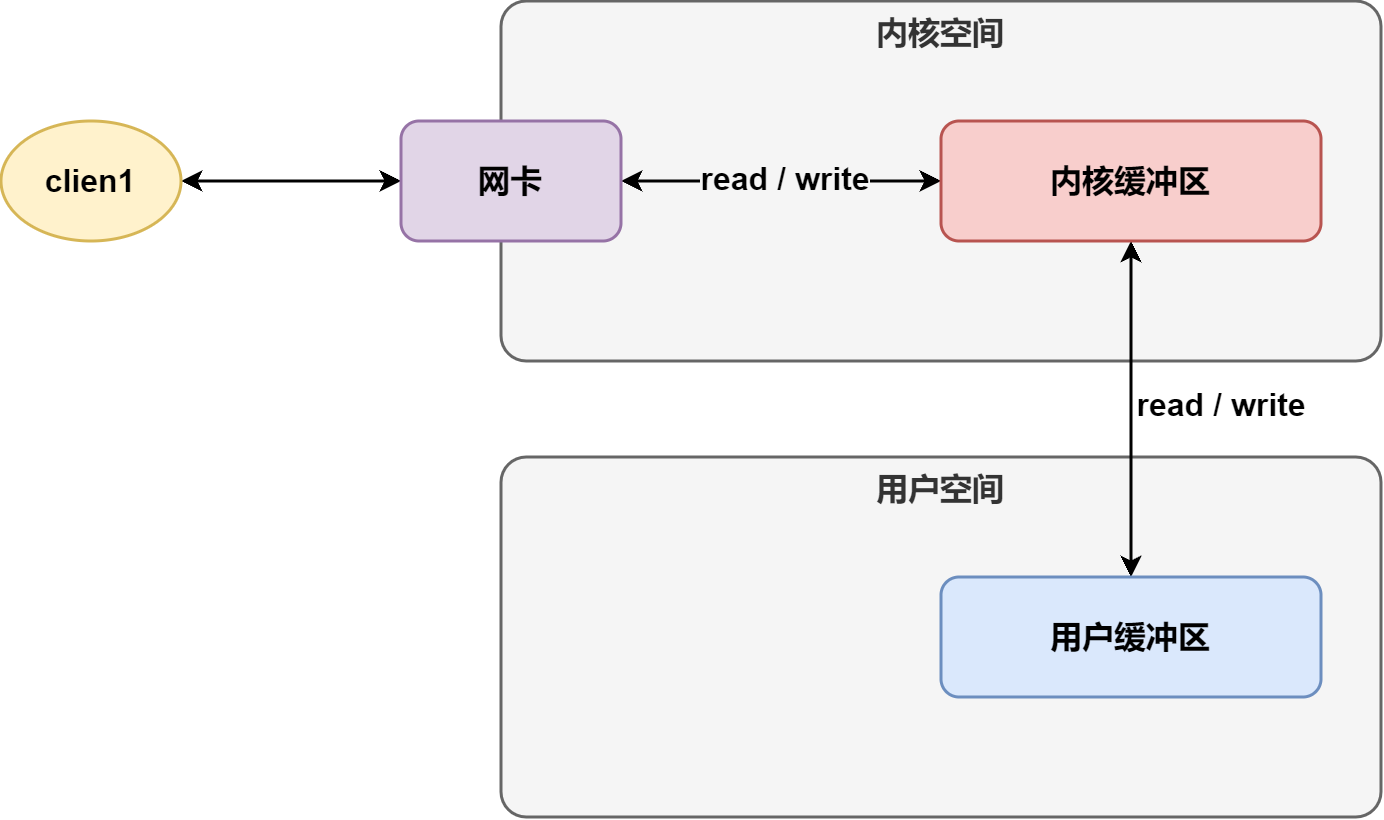 内核空间
clien1
网卡
read / write
内核缓冲区
read / write
用户空间
用户缓冲区